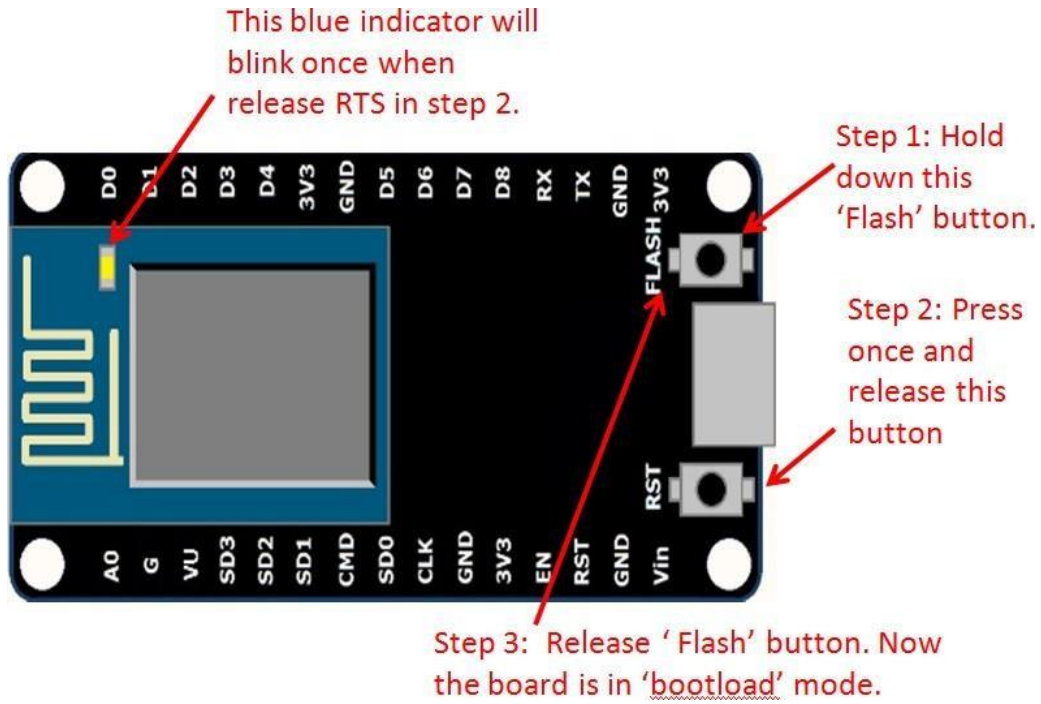 This blue indicator will
blink once when
release RTS in step 2.
Step 1: Hold
down this
‘Flash’ button.
D0
D1
D2
D3
D4
3V3
GND
D5
D6
D7
D8
RX
TX
GND
3V3
FLASH
Step 2: Press
once and
release this
button
RST
A0
G
VU
SD3
SD2
SD1
CMD
SD0
CLK
GND
3V3
EN
RST
GND
Vin
Step 3: Release ‘ Flash’ button. Now
the board is in ‘bootload’ mode.